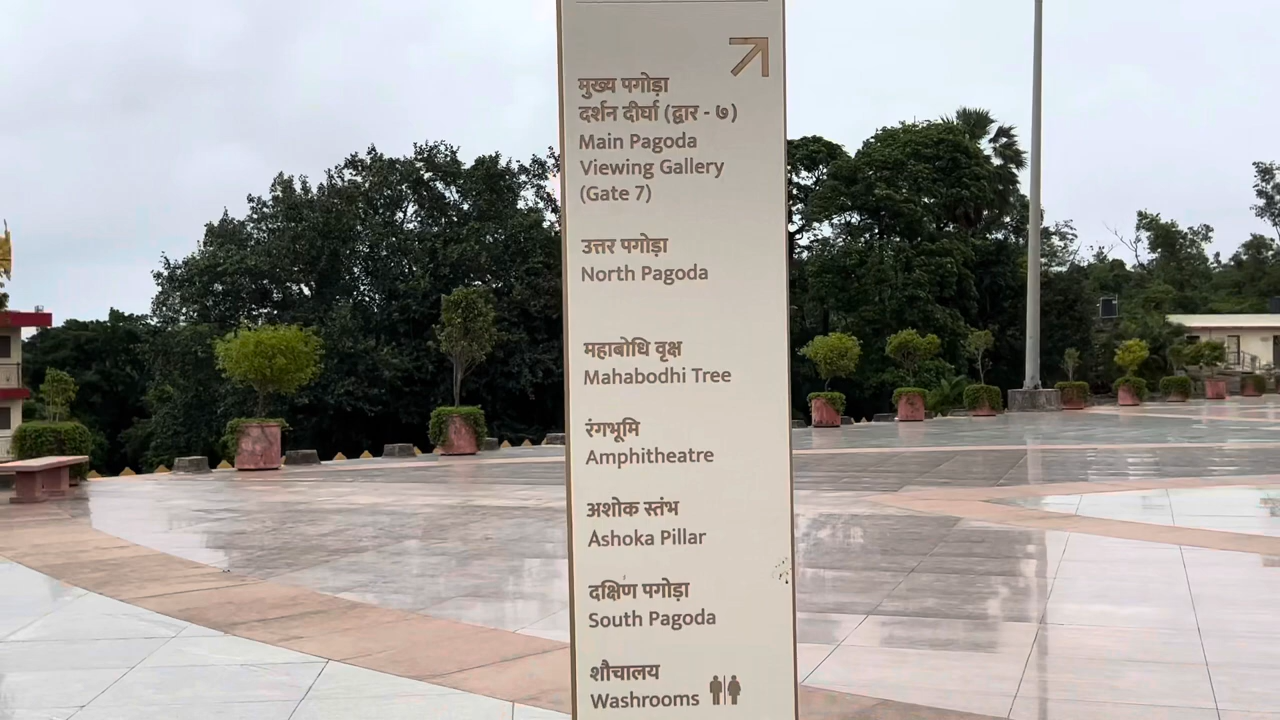 मुख्य पगोड़ा
दर्शन दीर्घा (द्वार - ७)
Main Pagoda
Viewing Gallery
(Gate 7)
उत्तर पगोड़ा
North Pagoda
महाबोधि वृक्ष
Mahabodhi Tree
रंगभूमि
Amphitheatre
अशोक स्तंभ
Ashoka Pillar
दक्षिण पगोड़ा
South Pagoda
शौचालय
Washrooms